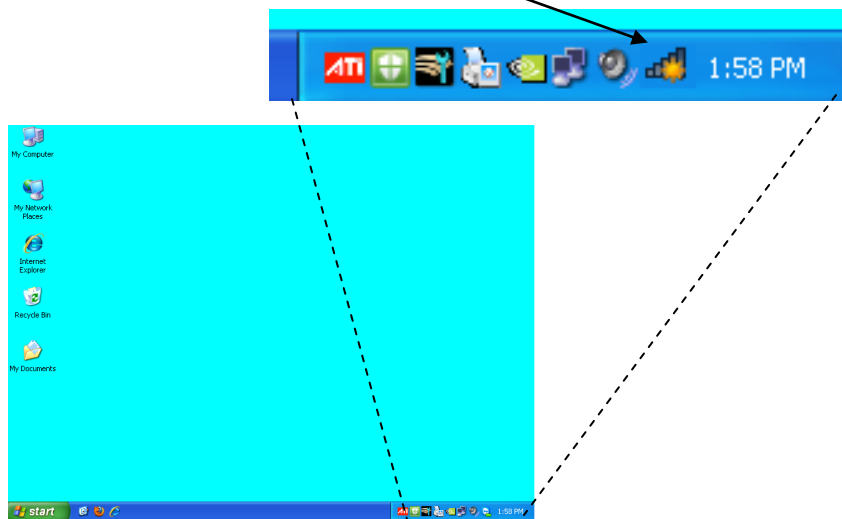 ATI
1:58 PM
My Computer
My Network
Places
Internet
Explorer
Recycle Bin
My Documents
start
ATI
1:58 PM